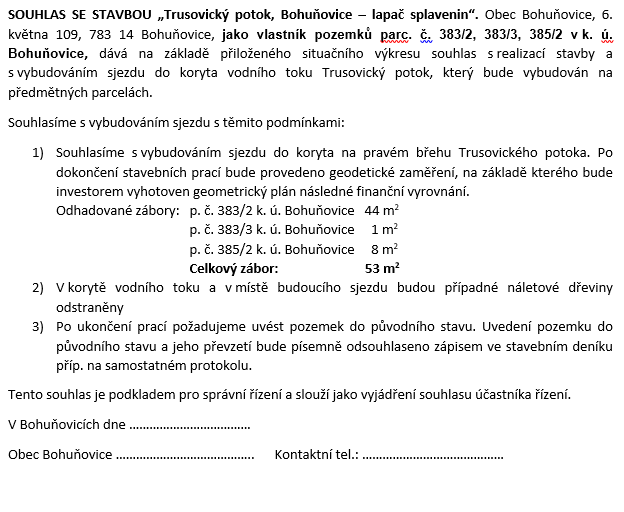 SOUHLAS SE STAVBOU „Trusovický potok, Bohuňovice – lapač splavenin“. Obec Bohuňovice, 6.
května 109, 783 14 Bohuňovice, jako vlastník pozemků parc. č. 383/2, 383/3, 385/2 v k. ú.
Bohuňovice, dává na základě přiloženého situačního výkresu souhlas s realizací stavby a
s vybudováním sjezdu do koryta vodního toku Trusovický potok, který bude vybudován na
předmětných parcelách.
Souhlasíme s vybudováním sjezdu s těmito podmínkami:
1) Souhlasíme s vybudováním sjezdu do koryta na pravém břehu Trusovického potoka. Po
dokončení stavebních prací bude provedeno geodetické zaměření, na základě kterého bude
investorem vyhotoven geometrický plán následné finanční vyrovnání.
Odhadované zábory: p. č. 383/2 k. ú. Bohuňovice 44 m²
p. č. 383/3 k. ú. Bohuňovice 1 m²
p. č. 385/2 k. ú. Bohuňovice 8 m²
Celkový zábor: 53 m²
2) V korytě vodního toku a v místě budoucího sjezdu budou případné náletové dřeviny
odstraněny
3) Po ukončení prací požadujeme uvést pozemek do původního stavu. Uvedení pozemku do
původního stavu a jeho převzetí bude písemně odsouhlaseno zápisem ve stavebním deníku
příp. na samostatném protokolu.
Tento souhlas je podkladem pro správní řízení a slouží jako vyjádření souhlasu účastníka řízení.
V Bohuňovicích dne ....................................
Obec Bohuňovice ......................................... Kontaktní tel.: ..........................................